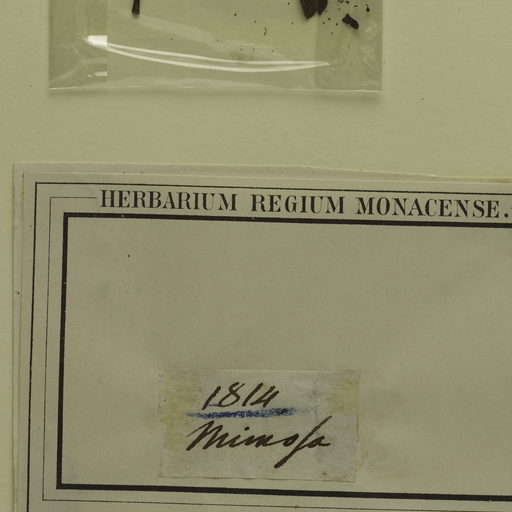 HERBARIUM REGIUM MONACENSE.
1814
Mimosa